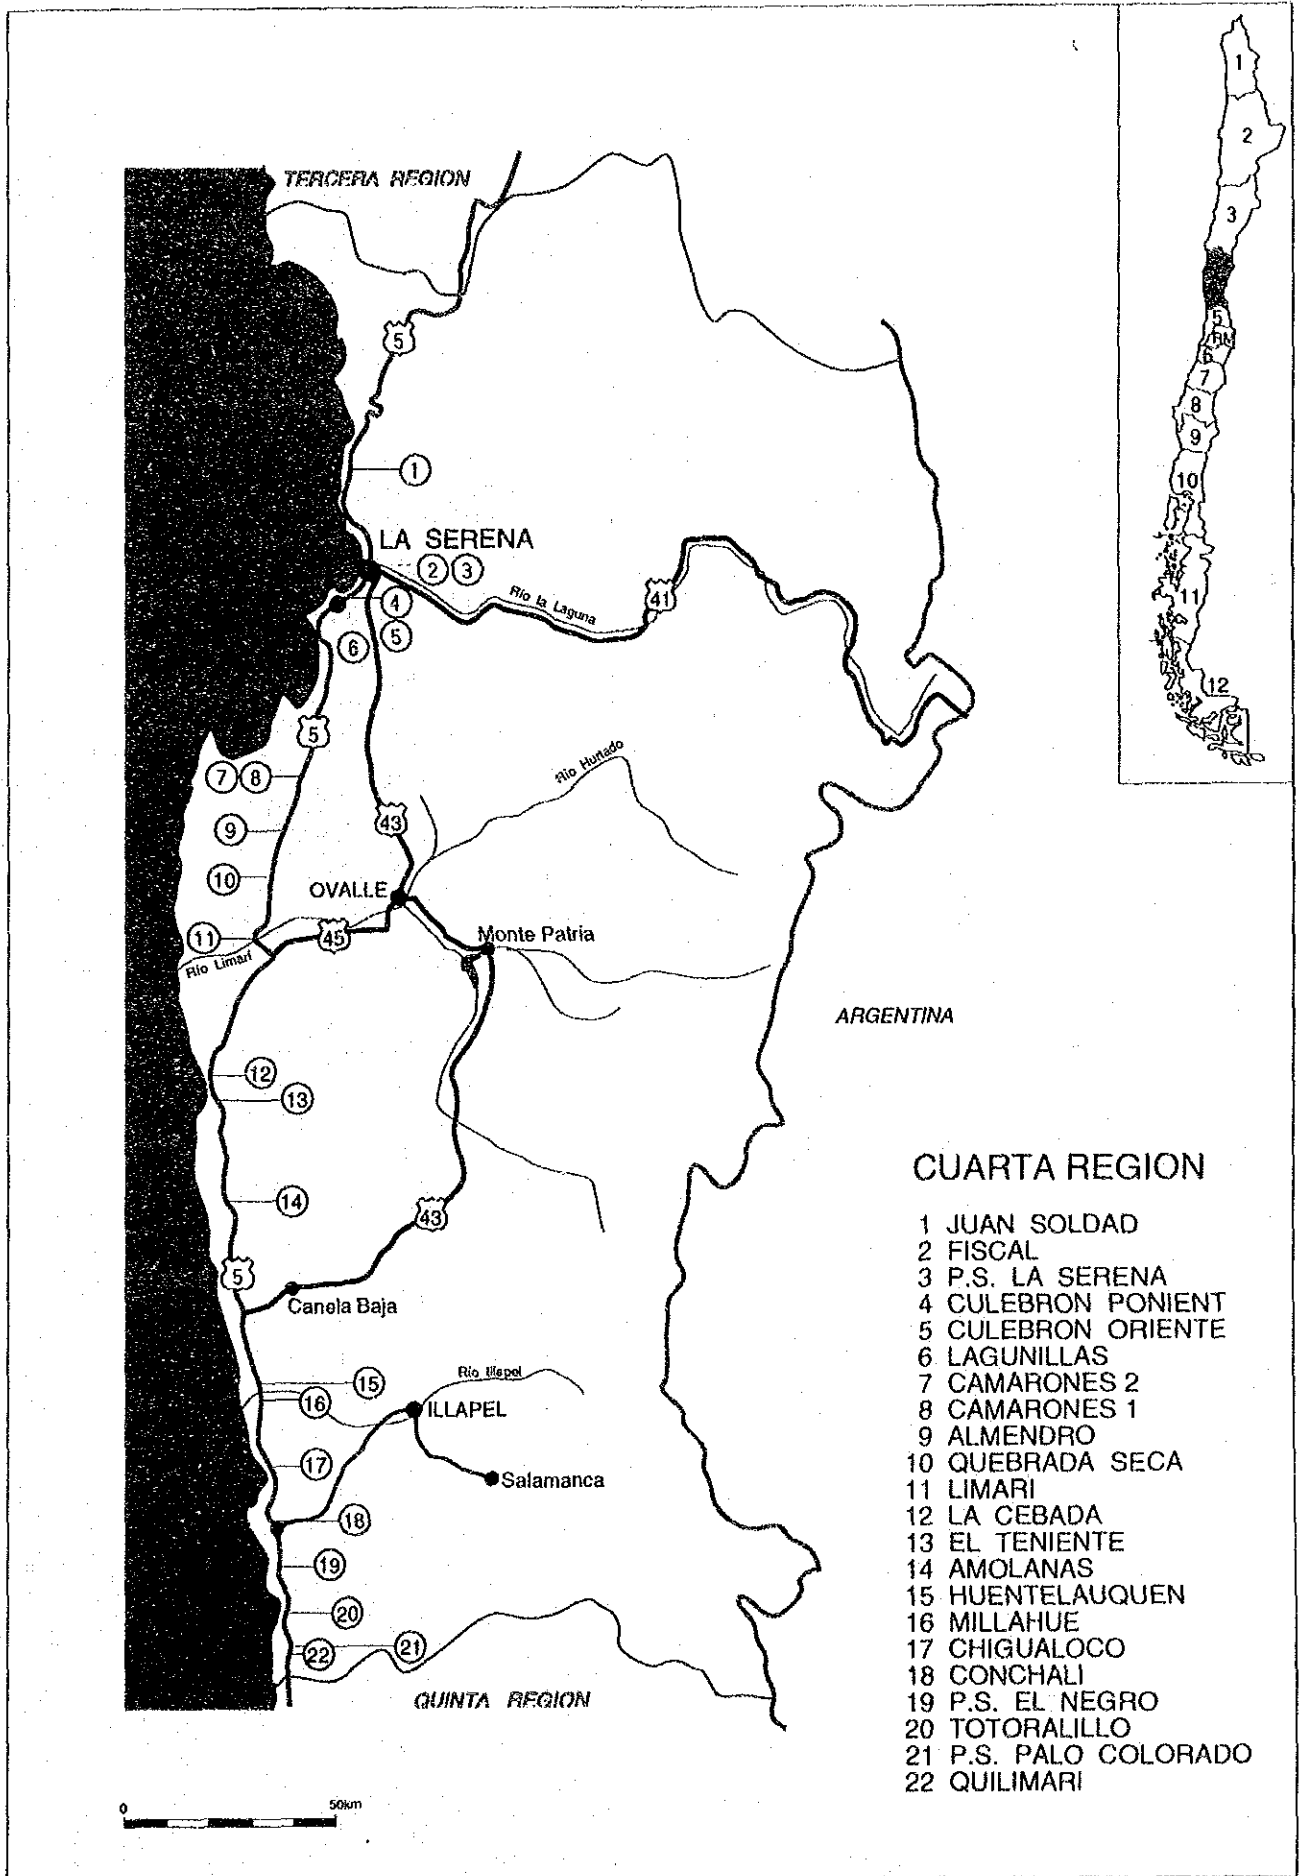 1
2
3
5
RM
6
7
8
9
10
11
12
TERCERA REGION
5
1
LA SERENA
2 3
Río la Laguna
41
4
5
6
5
7 8
Río Hurtado
43
9
10
OVALLE
11
45
Monte Patria
Río Limarí
ARGENTINA
12
13
14
43
5
Canela Baja
15
Río Illapel
16
ILLAPEL
17
Salamanca
18
19
20
21
22
QUINTA REGION
CUARTA REGION
1 JUAN SOLDAD
2 FISCAL
3 P.S. LA SERENA
4 CULEBRON PONIENT
5 CULEBRON ORIENTE
6 LAGUNILLAS
7 CAMARONES 2
8 CAMARONES 1
9 ALMENDRO
10 QUEBRADA SECA
11 LIMARI
12 LA CEBADA
13 EL TENIENTE
14 AMOLANAS
15 HUENTELAUQUEN
16 MILLAHUE
17 CHIGUALOCO
18 CONCHALI
19 P.S. EL NEGRO
20 TOTORALILLO
21 P.S. PALO COLORADO
22 QUILIMARI
0 50km